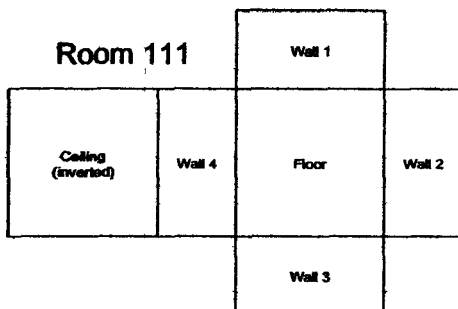 Room 111
Wall 1
Ceiling
(inverted)
Wall 4
Floor
Wall 2
Wall 3